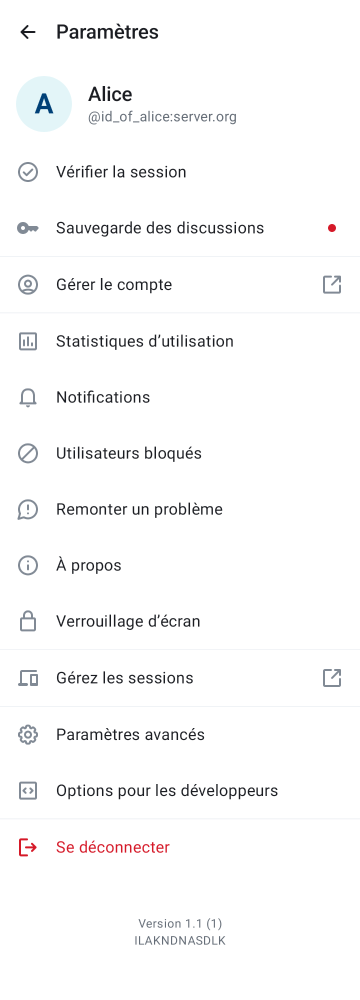 Paramètres
A
Alice
@id_of_alice:server.org
Vérifier la session
Sauvegarde des discussions
Gérer le compte
Statistiques d’utilisation
Notifications
Utilisateurs bloqués
Remonter un problème
À propos
Verrouillage d’écran
Gérez les sessions
Paramètres avancés
Options pour les développeurs
Se déconnecter
Version 1.1 (1)
ILAKNDNASDLK